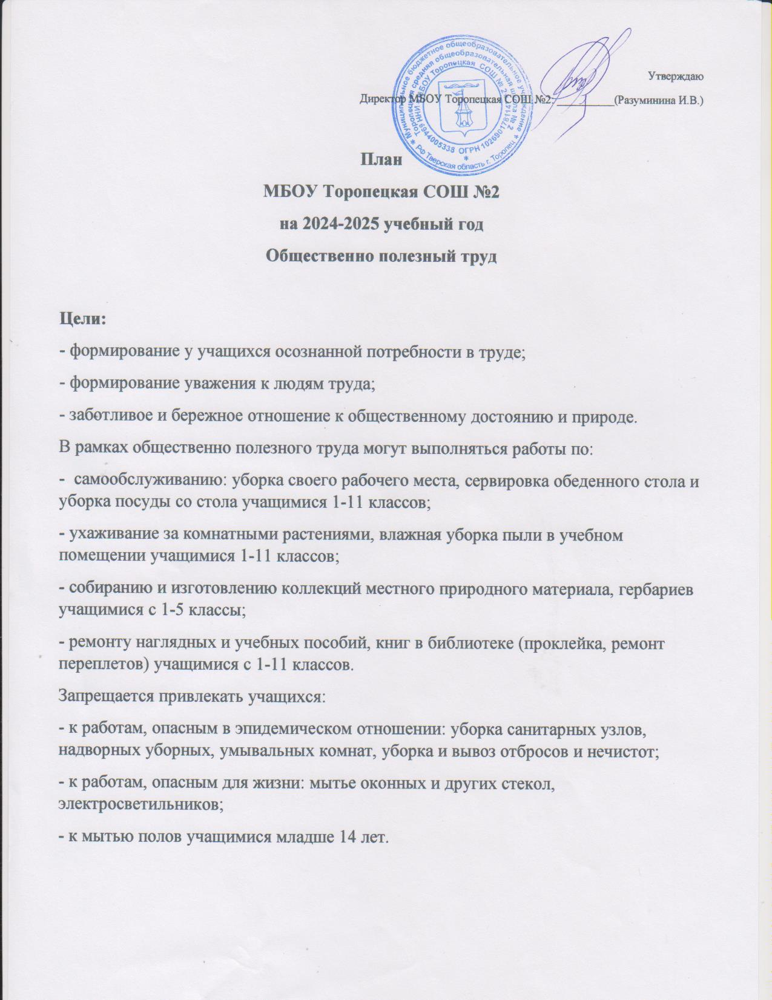 Утверждаю
Директор МБОУ Торопецкая СОШ №2:__________(Разуминина И.В.)
Муниципальное бюджетное общеобразовательное учреждение
Торопецкая средняя общеобразовательная школа № 2
МБОУ Торопецкая СОШ № 2
ИНН 6944005338 ОГРН
РФ Тверская область г. Торопец
План
МБОУ Торопецкая СОШ №2
на 2024-2025 учебный год
Общественно полезный труд
Цели:
- формирование у учащихся осознанной потребности в труде;
- формирование уважения к людям труда;
- заботливое и бережное отношение к общественному достоянию и природе.
В рамках общественно полезного труда могут выполняться работы по:
- самообслуживанию: уборка своего рабочего места, сервировка обеденного стола и
уборка посуды со стола учащимися 1-11 классов;
- ухаживание за комнатными растениями, влажная уборка пыли в учебном
помещении учащимися 1-11 классов;
- собиранию и изготовлению коллекций местного природного материала, гербариев
учащимися с 1-5 классы;
- ремонту наглядных и учебных пособий, книг в библиотеке (проклейка, ремонт
переплетов) учащимися с 1-11 классов.
Запрещается привлекать учащихся:
- к работам, опасным в эпидемическом отношении: уборка санитарных узлов,
надворных уборных, умывальных комнат, уборка и вывоз отбросов и нечистот;
- к работам, опасным для жизни: мытье оконных и других стекол,
электросветильников;
- к мытью полов учащимися младше 14 лет.